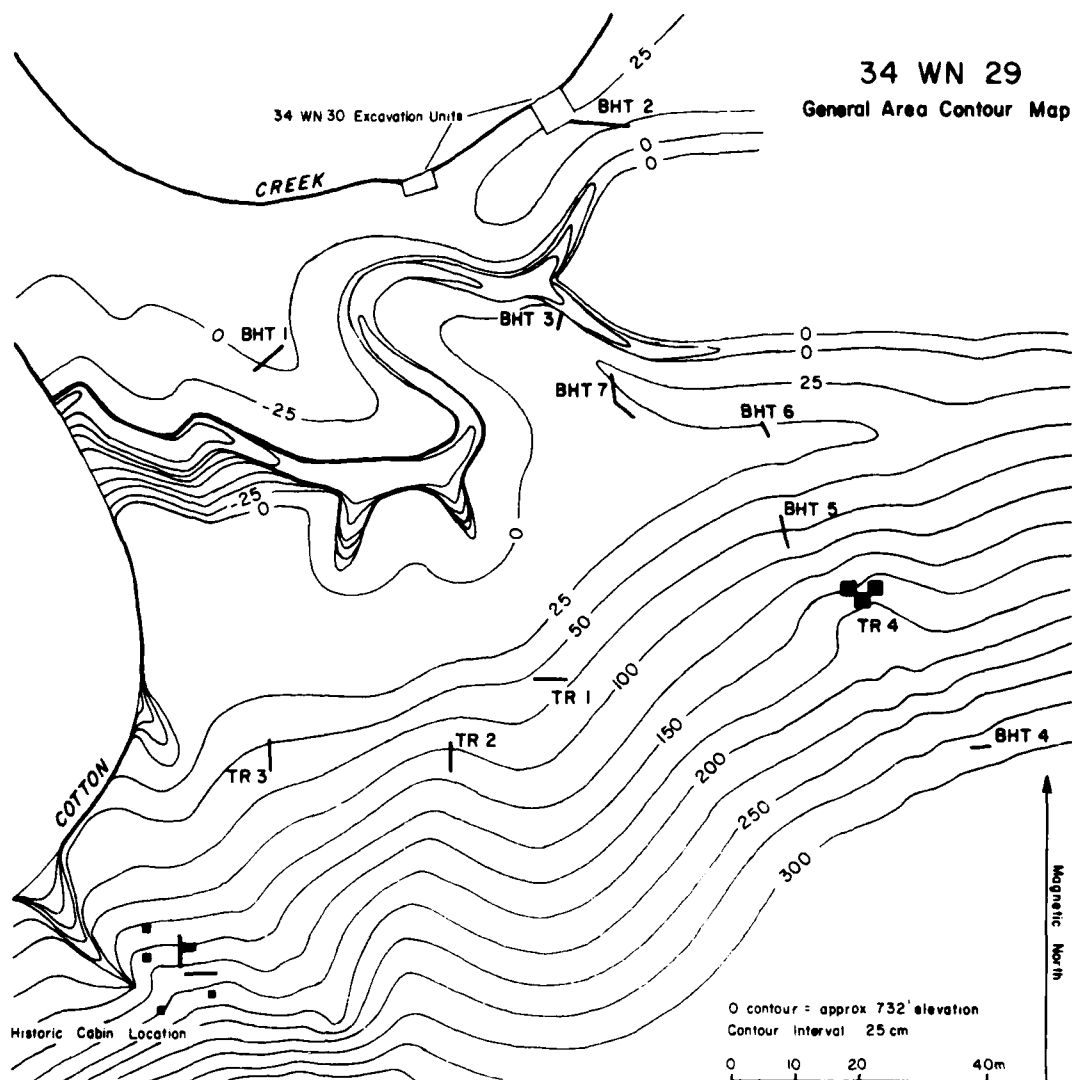 34 WN 29
General Area Contour Map
25
BHT 2
34 WN 30 Excavation Units
0
0
CREEK
BHT 3
0
BHT 1
0
0
25
BHT 7
BHT 6
-25
-25
0
BHT 5
0
25
50
TR 4
100
TR 1
150
TR 2
BHT 4
200
TR 3
COTTON
250
300
Magnetic North
0 contour = approx 732' elevation
Contour Interval 25 cm
Historic Cabin Location
0 10 20 40m